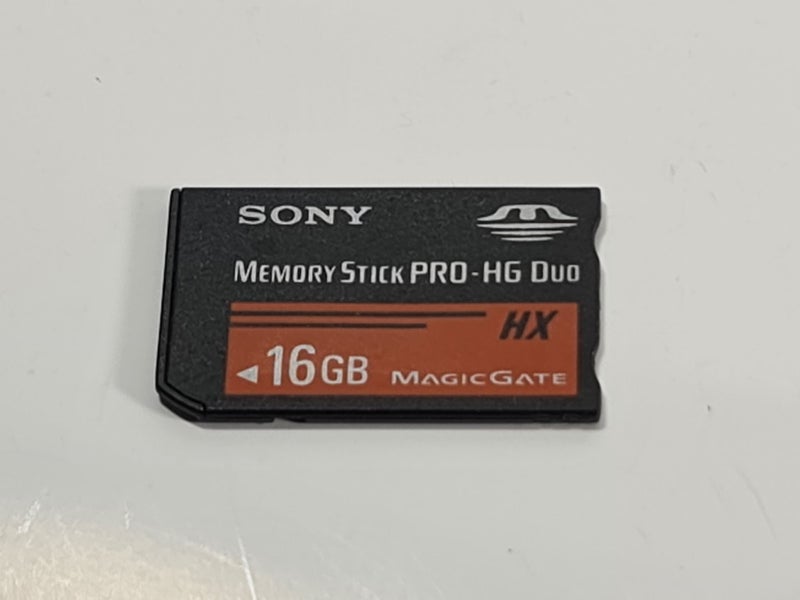 SONY
MEMORY STICK PRO-HG DUO
HX
16GB MAGICGATE